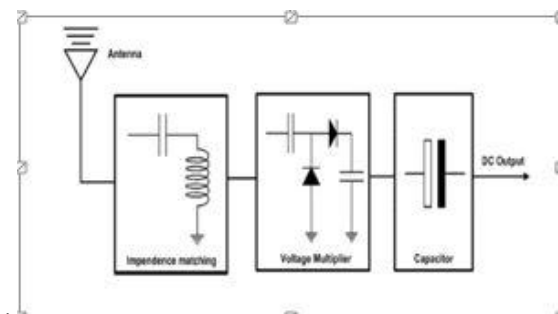 Antenna
DC Output
Impendence matching
Voltage Multiplier
Capacitor